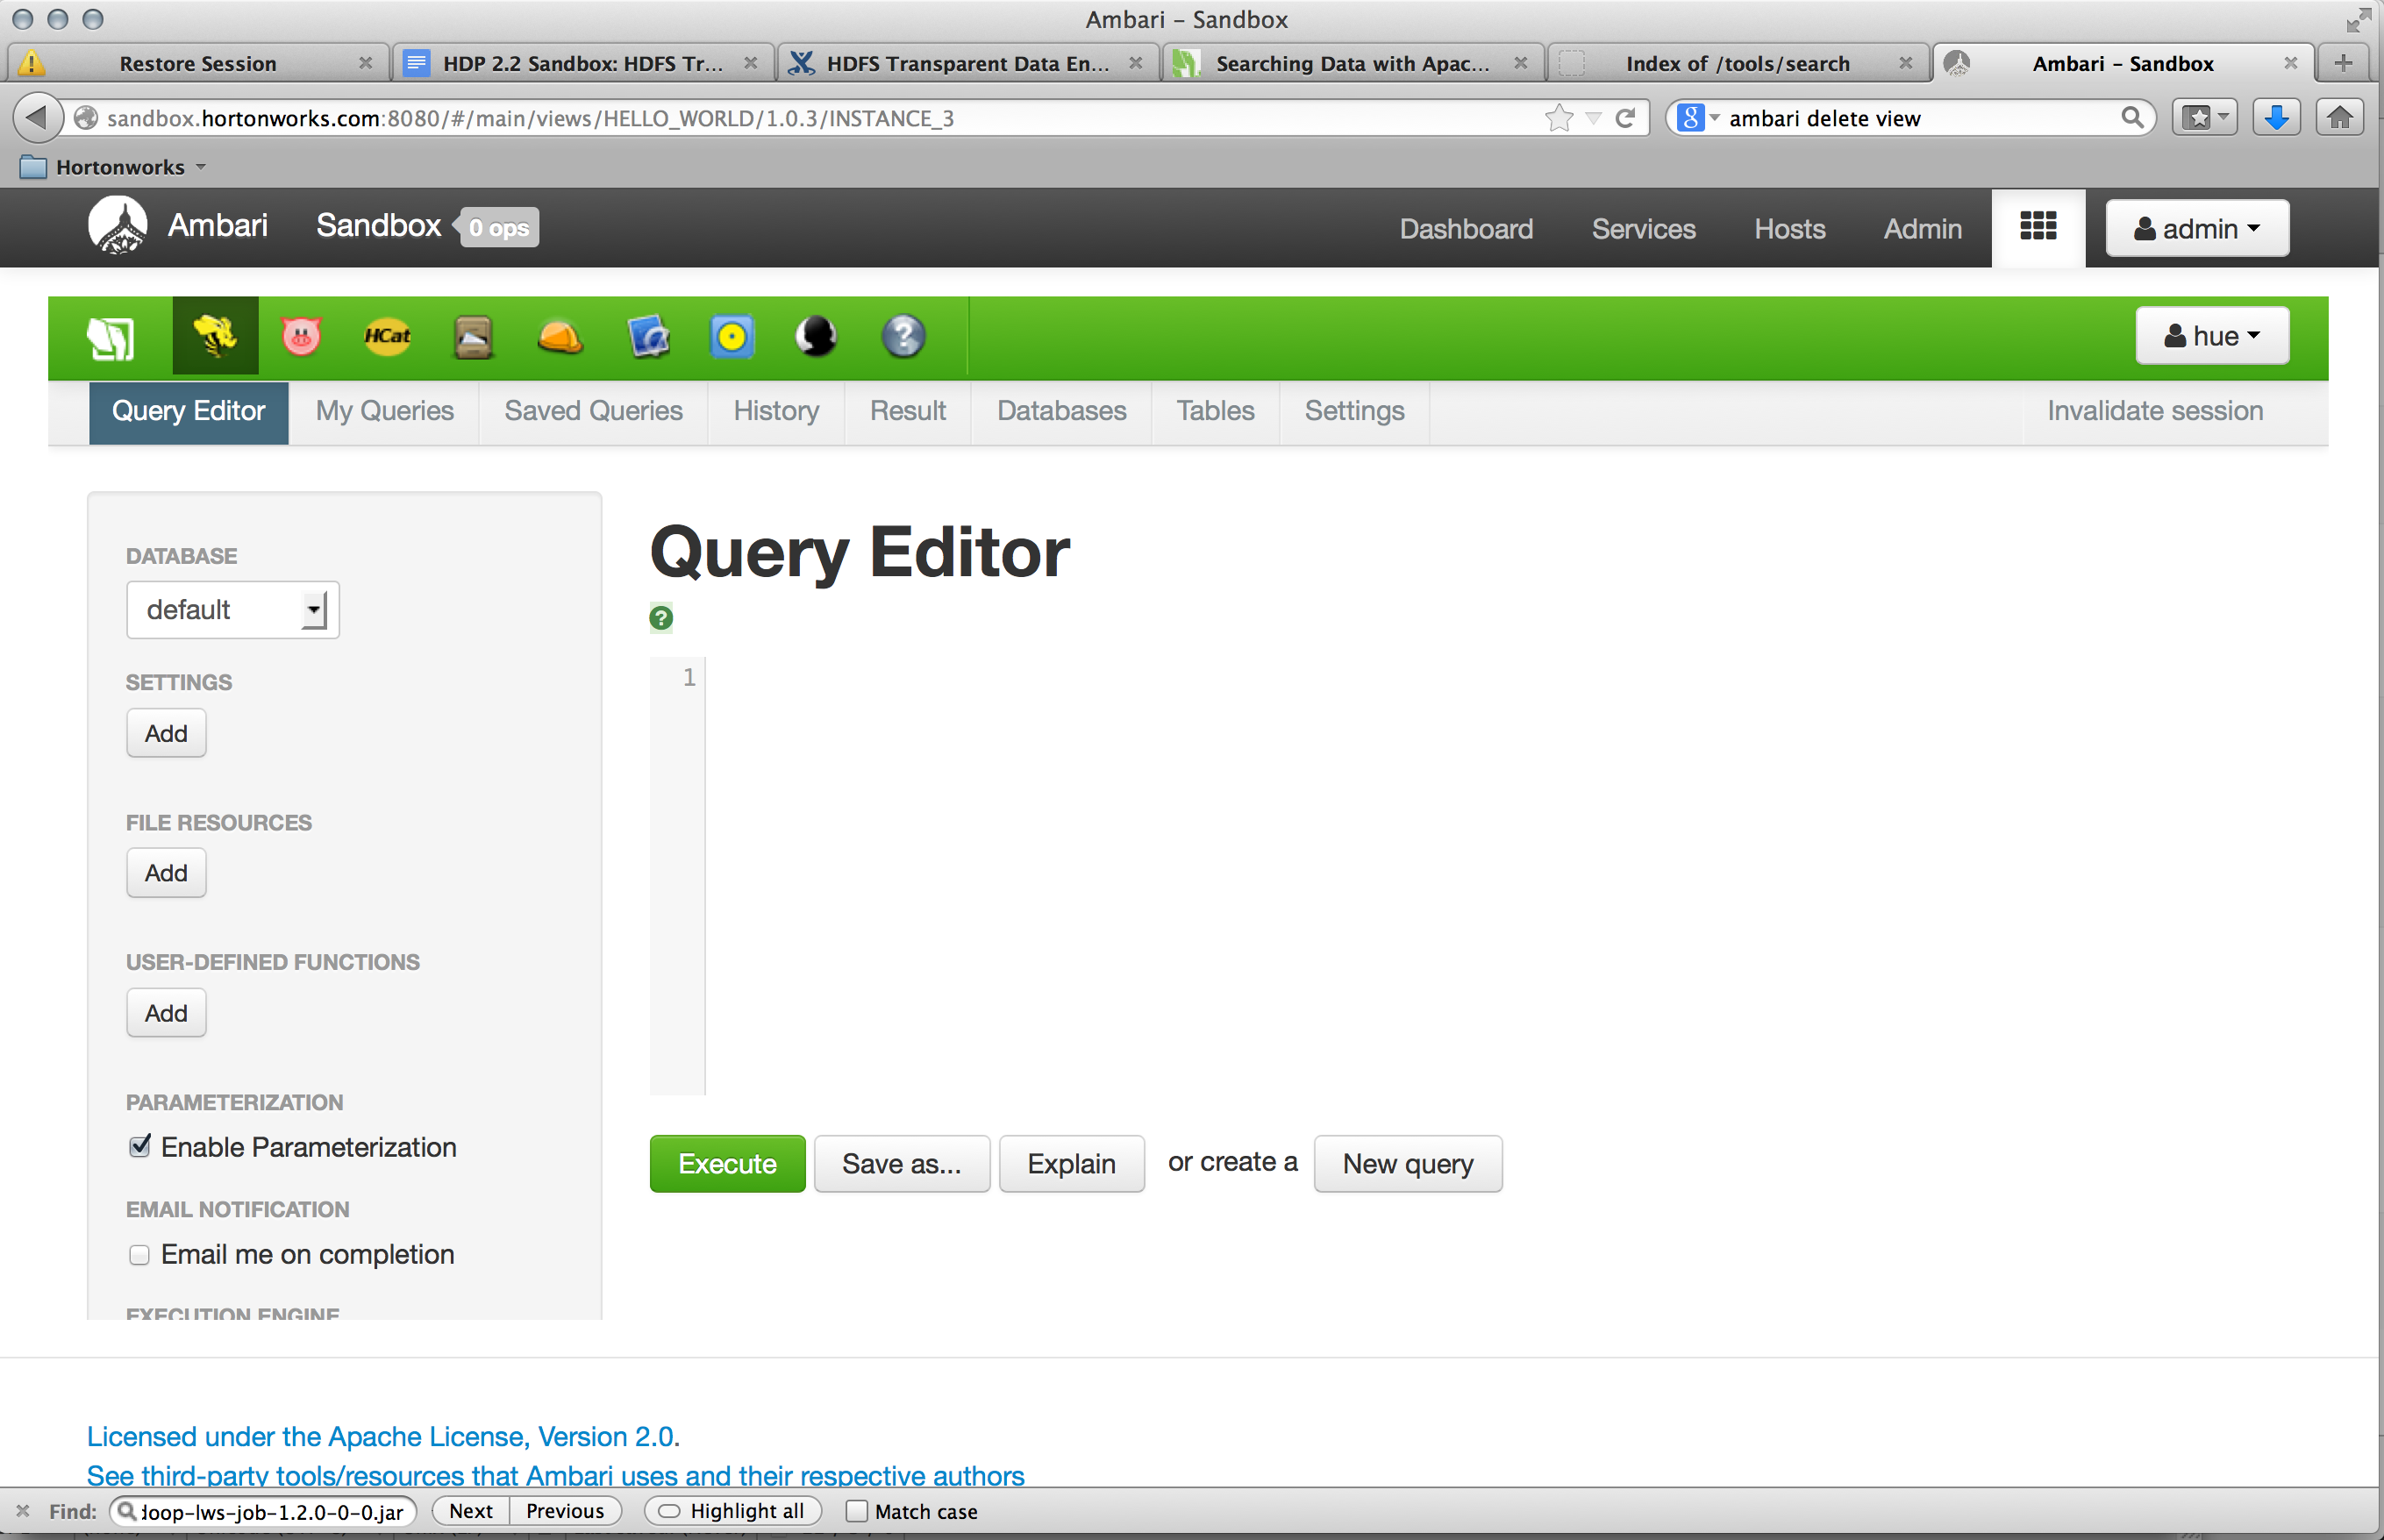 Ambari – Sandbox
Restore Session
HDP 2.2 Sandbox: HDFS Tr...
HDFS Transparent Data En...
Searching Data with Apac...
Index of /tools/search
Ambari – Sandbox
sandbox.hortonworks.com:8080/#/main/views/HELLO_WORLD/1.0.3/INSTANCE_3
ambari delete view
Hortonworks
Ambari Sandbox 0 ops Dashboard Services Hosts Admin admin
HCat
hue
Query Editor My Queries Saved Queries History Result Databases Tables Settings Invalidate session
DATABASE
default
SETTINGS
Add
FILE RESOURCES
Add
USER-DEFINED FUNCTIONS
Add
PARAMETERIZATION
Enable Parameterization
EMAIL NOTIFICATION
Email me on completion
EXECUTION ENGINE
Query Editor
?
1
Execute Save as... Explain or create a New query
Licensed under the Apache License, Version 2.0.
See third-party tools/resources that Ambari uses and their respective authors
Find: doop-lws-job-1.2.0-0-0.jar Next Previous Highlight all Match case